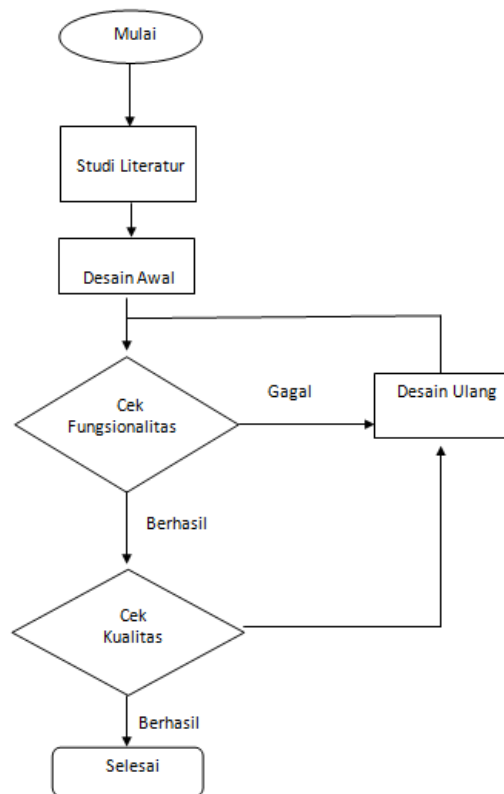 Mulai
Studi Literatur
Desain Awal
Cek
Fungsionalitas
Gagal
Desain Ulang
Berhasil
Cek
Kualitas
Berhasil
Selesai